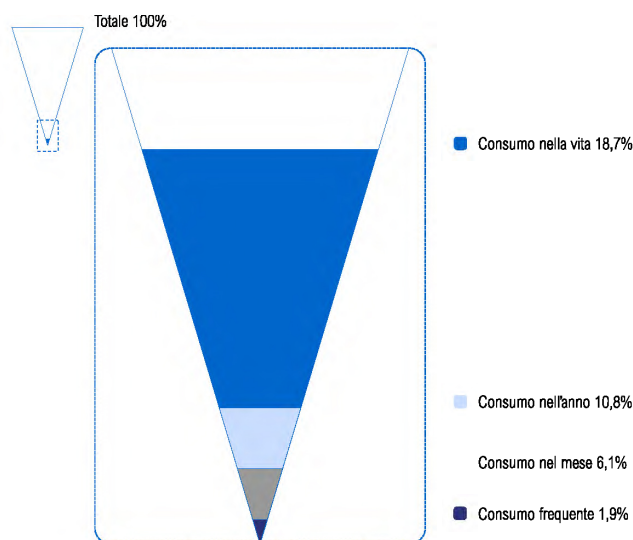 Totale 100%
Consumo nella vita 18,7%
Consumo nell'anno 10,8%
Consumo nel mese 6,1%
Consumo frequente 1,9%